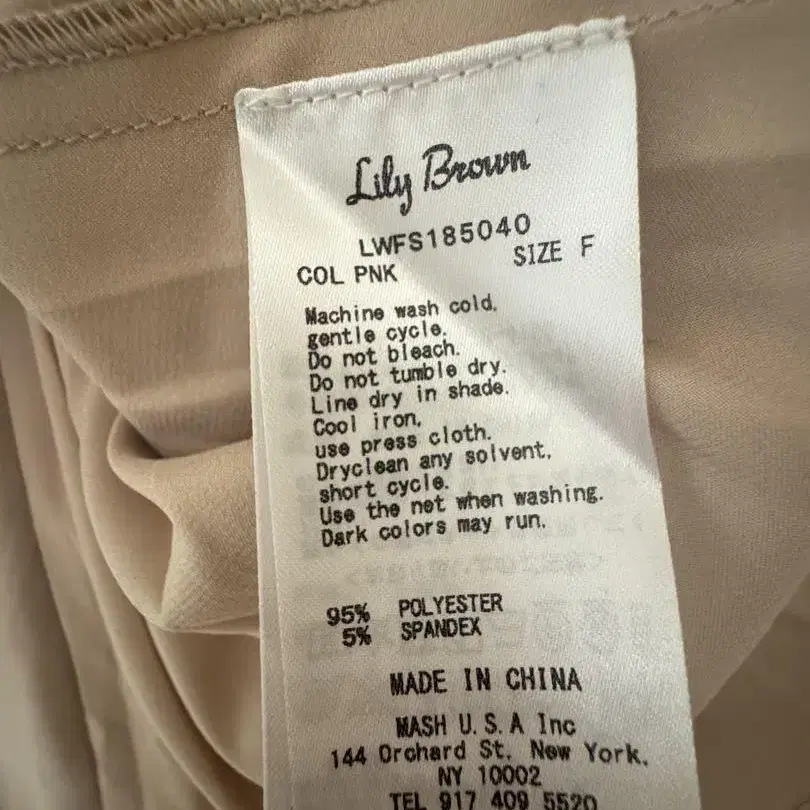 Lily Brown
LWFS185040
COL PNK SIZE F
Machine wash cold,
gentle cycle.
Do not bleach.
Do not tumble dry.
Line dry in shade.
Cool iron,
use press cloth.
Dryclean any solvent,
short cycle.
Use the net when washing.
Dark colors may run.
95% POLYESTER
5% SPANDEX
MADE IN CHINA
MASH U.S.A Inc
144 Orchard St. New York,
NY 10002
TEL 917 409 5520